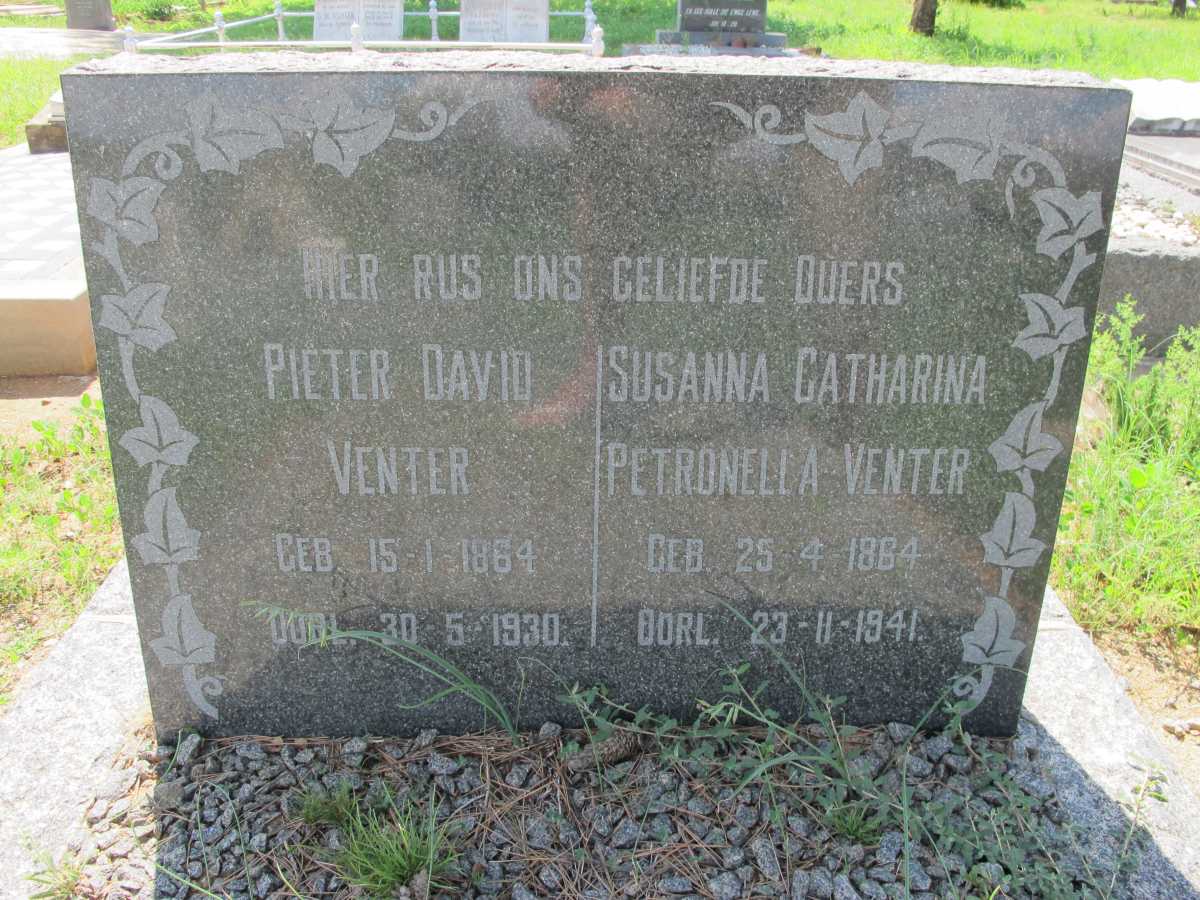 HIER RUS ONS GELIEFDE OUERS
PIETER DAVID
VENTER
GEB. 15-1-1864
OORL. 30-5-1930.
SUSANNA CATHARINA
PETRONELLA VENTER
GEB. 25-4-1864
OORL. 23-11-1941.